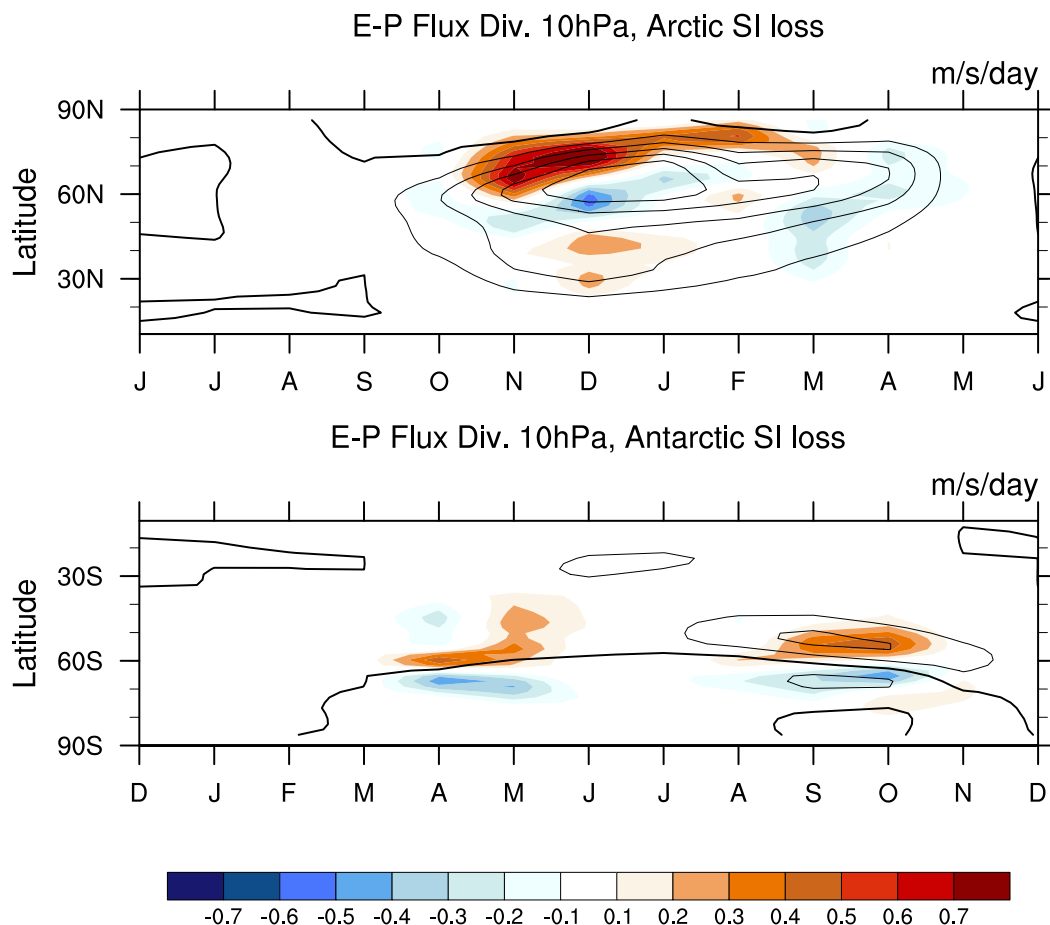 E-P Flux Div. 10hPa, Arctic SI loss
m/s/day
90N
60N
30N
Latitude
J J A S O N D J F M A M J
E-P Flux Div. 10hPa, Antarctic SI loss
m/s/day
30S
60S
90S
Latitude
D J F M A M J J A S O N D
-0.7 -0.6 -0.5 -0.4 -0.3 -0.2 -0.1 0.1 0.2 0.3 0.4 0.5 0.6 0.7